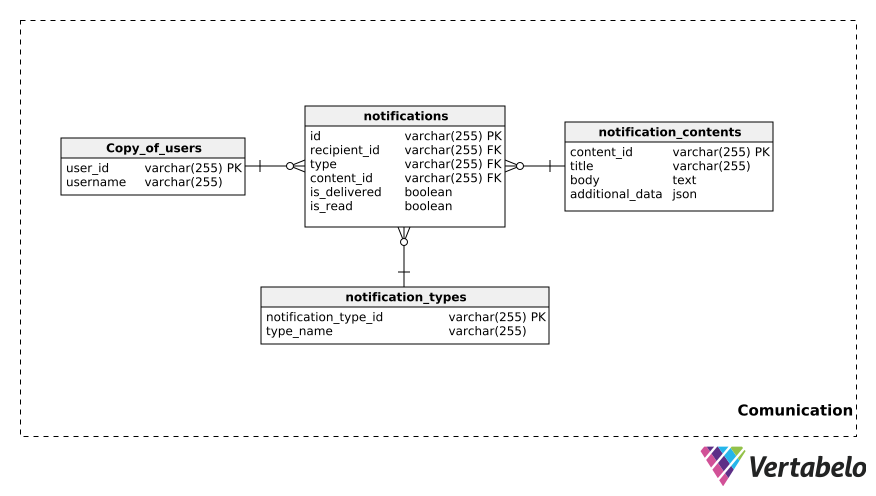 notifications
id varchar(255) PK
recipient_id varchar(255) FK
type varchar(255) FK
content_id varchar(255) FK
is_delivered boolean
is_read boolean
notification_contents
content_id varchar(255) PK
title varchar(255)
body text
additional_data json
Copy_of_users
user_id varchar(255) PK
username varchar(255)
notification_types
notification_type_id varchar(255) PK
type_name varchar(255)
Comunication
Vertabelo